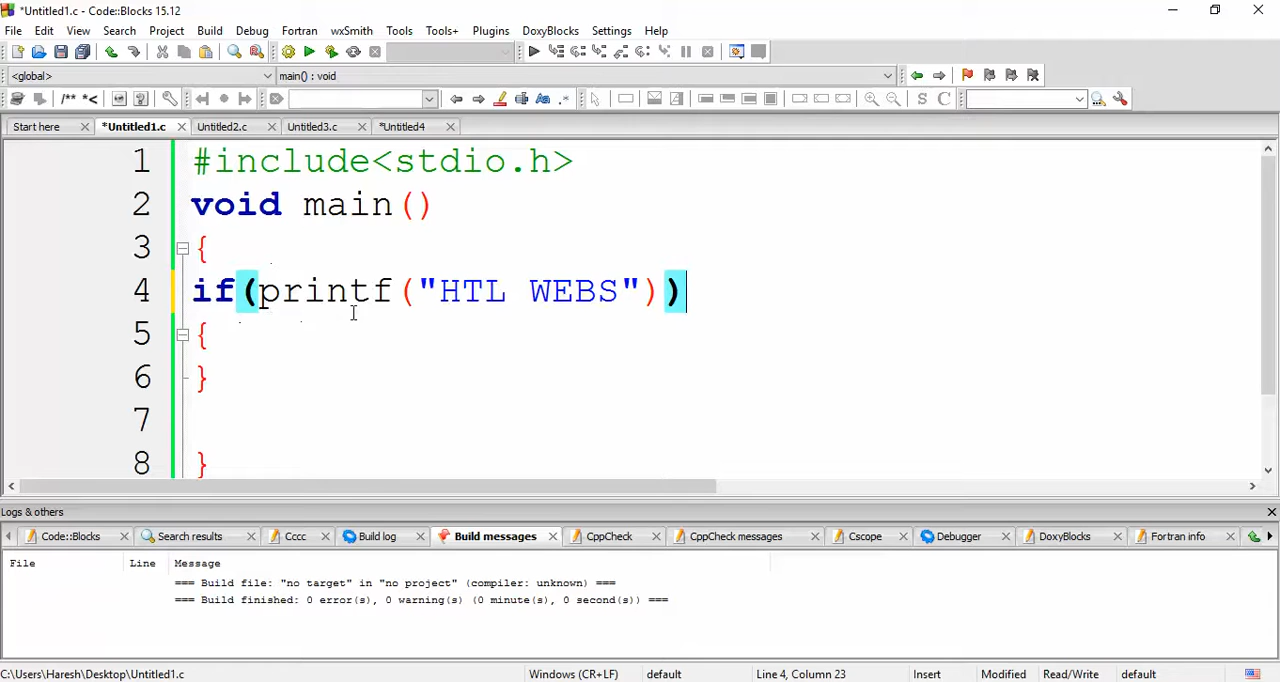 *Untitled1.c - Code::Blocks 15.12
File Edit View Search Project Build Debug Fortran wxSmith Tools Tools+ Plugins DoxyBlocks Settings Help
<global> main() : void
/** *<
S C
Start here *Untitled1.c Untitled2.c Untitled3.c *Untitled4
1 #include<stdio.h>
2 void main()
3 {
4 if(printf("HTL WEBS"))
5 {
6 }
7
8 }
Logs & others
Code::Blocks Search results Cccc Build log Build messages CppCheck CppCheck messages Cscope Debugger DoxyBlocks Fortran info
File Line Message
=== Build file: "no target" in "no project" (compiler: unknown) ===
=== Build finished: 0 error(s), 0 warning(s) (0 minute(s), 0 second(s)) ===
C:\Users\Haresh\Desktop\Untitled1.c Windows (CR+LF) default Line 4, Column 23 Insert Modified Read/Write default